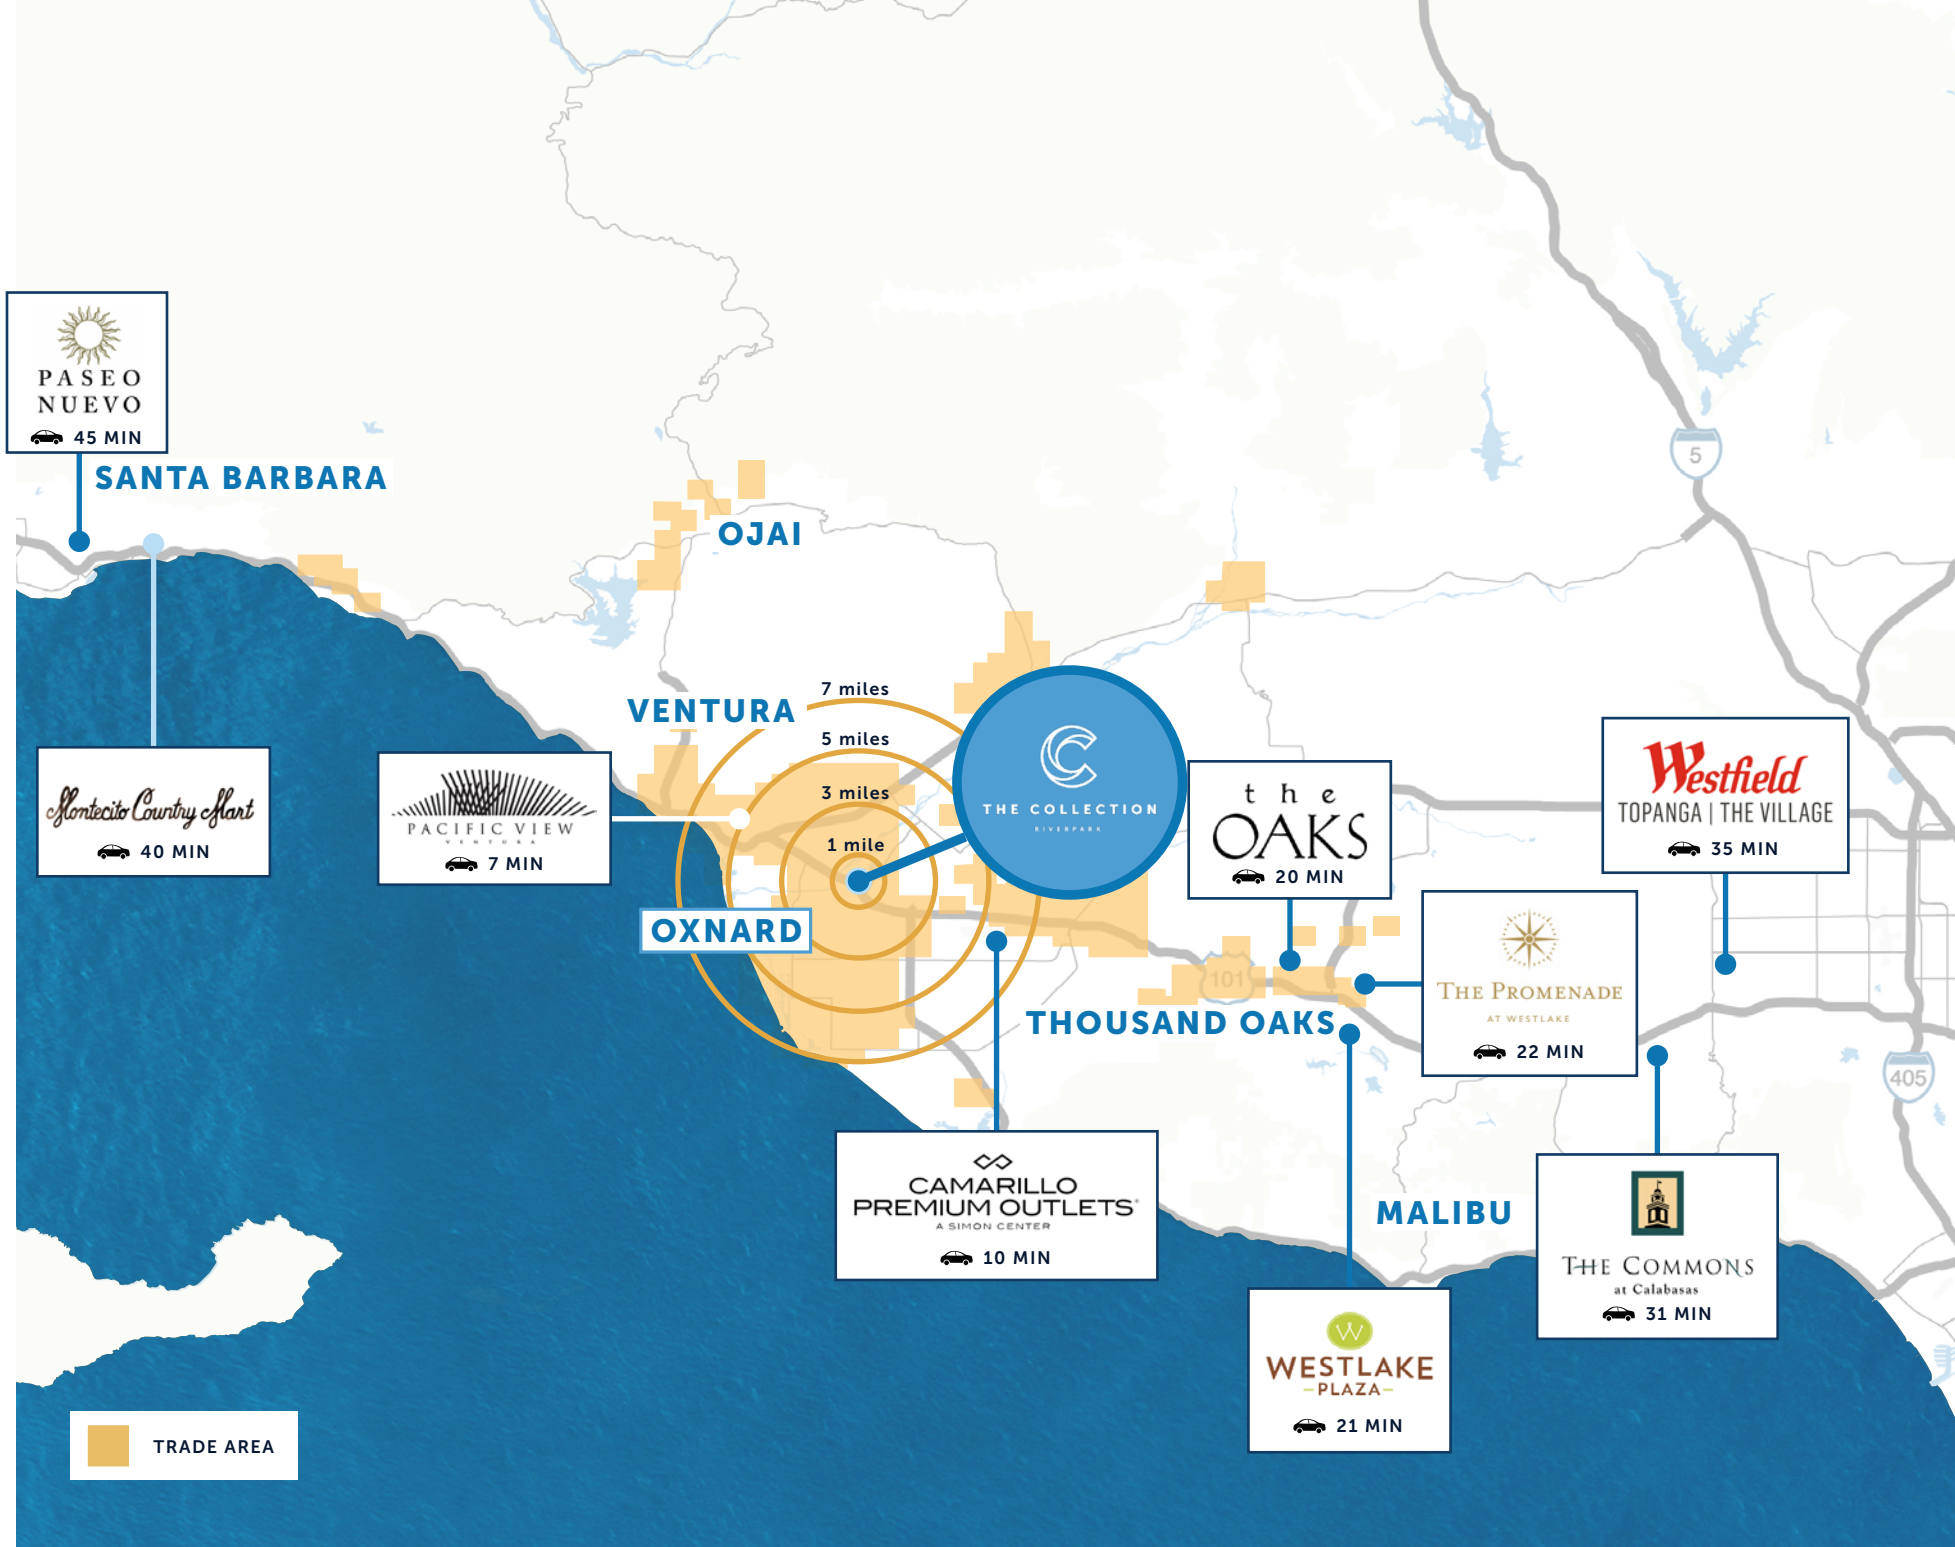 PASEO
NUEVO
45 MIN
SANTA BARBARA
5
OJAI
7 miles
VENTURA
5 miles
3 miles
1 mile
C
THE COLLECTION
RIVERPARK
Montecito Country Mart
40 MIN
PACIFIC VIEW
VENTURA
7 MIN
the
OAKS
20 MIN
Westfield
TOPANGA | THE VILLAGE
35 MIN
OXNARD
101
THE PROMENADE
AT WESTLAKE
22 MIN
THOUSAND OAKS
405
CAMARILLO
PREMIUM OUTLETS®
A SIMON CENTER
10 MIN
MALIBU
THE COMMONS
at Calabasas
31 MIN
W
WESTLAKE
-PLAZA-
21 MIN
TRADE AREA